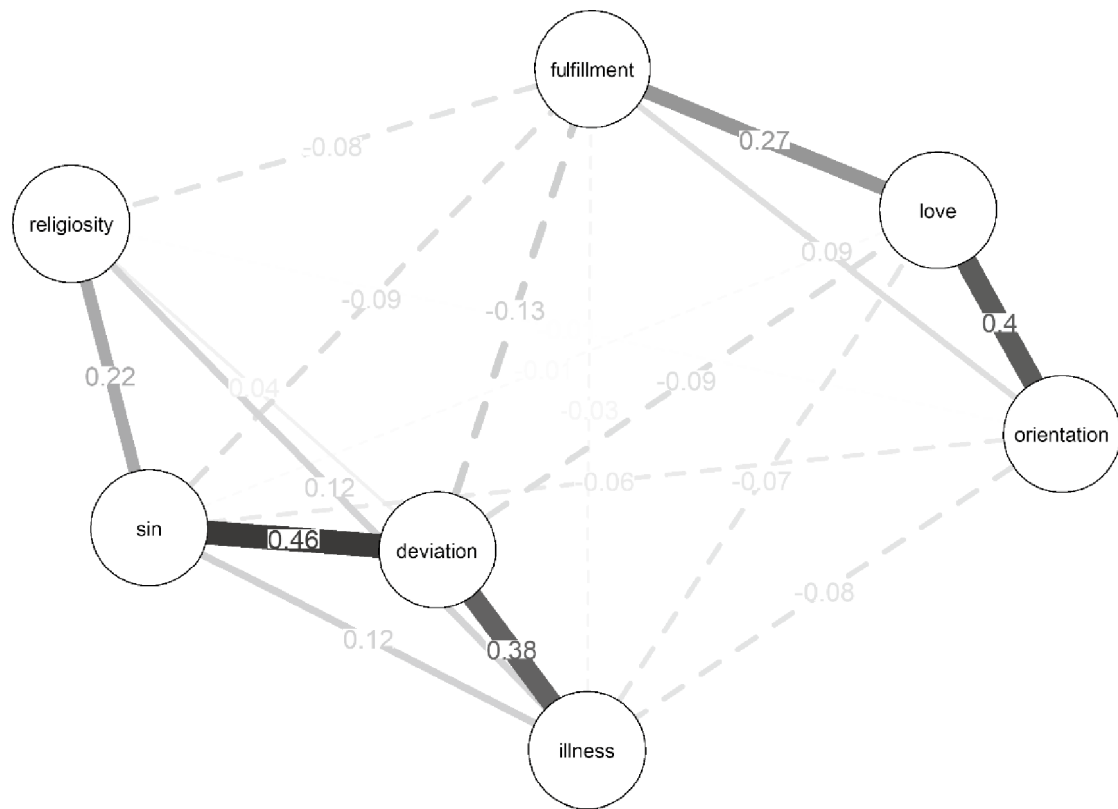 fulfillment
0.27
-0.08
love
religiosity
0.09
-0.09
-0.13
0.4
0.22
0.04
-0.01
-0.09
-0.03
orientation
0.12
-0.06
-0.07
sin
0.46
deviation
-0.08
0.12
0.38
illness